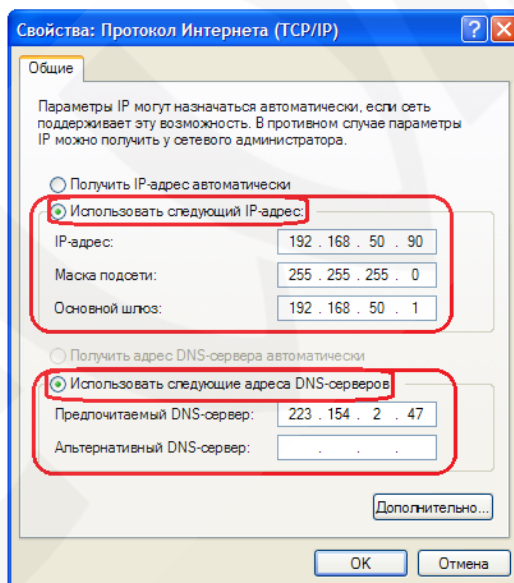 Свойства: Протокол Интернета (TCP/IP)
Общие
Параметры IP могут назначаться автоматически, если сеть
поддерживает эту возможность. В противном случае параметры
IP можно получить у сетевого администратора.
Получить IP-адрес автоматически
Использовать следующий IP-адрес:
IP-адрес: 192 . 168 . 50 . 90
Маска подсети: 255 . 255 . 255 . 0
Основной шлюз: 192 . 168 . 50 . 1
Получить адрес DNS-сервера автоматически
Использовать следующие адреса DNS-серверов
Предпочитаемый DNS-сервер: 223 . 154 . 2 . 47
Альтернативный DNS-сервер: . . .
Дополнительно...
OK Отмена